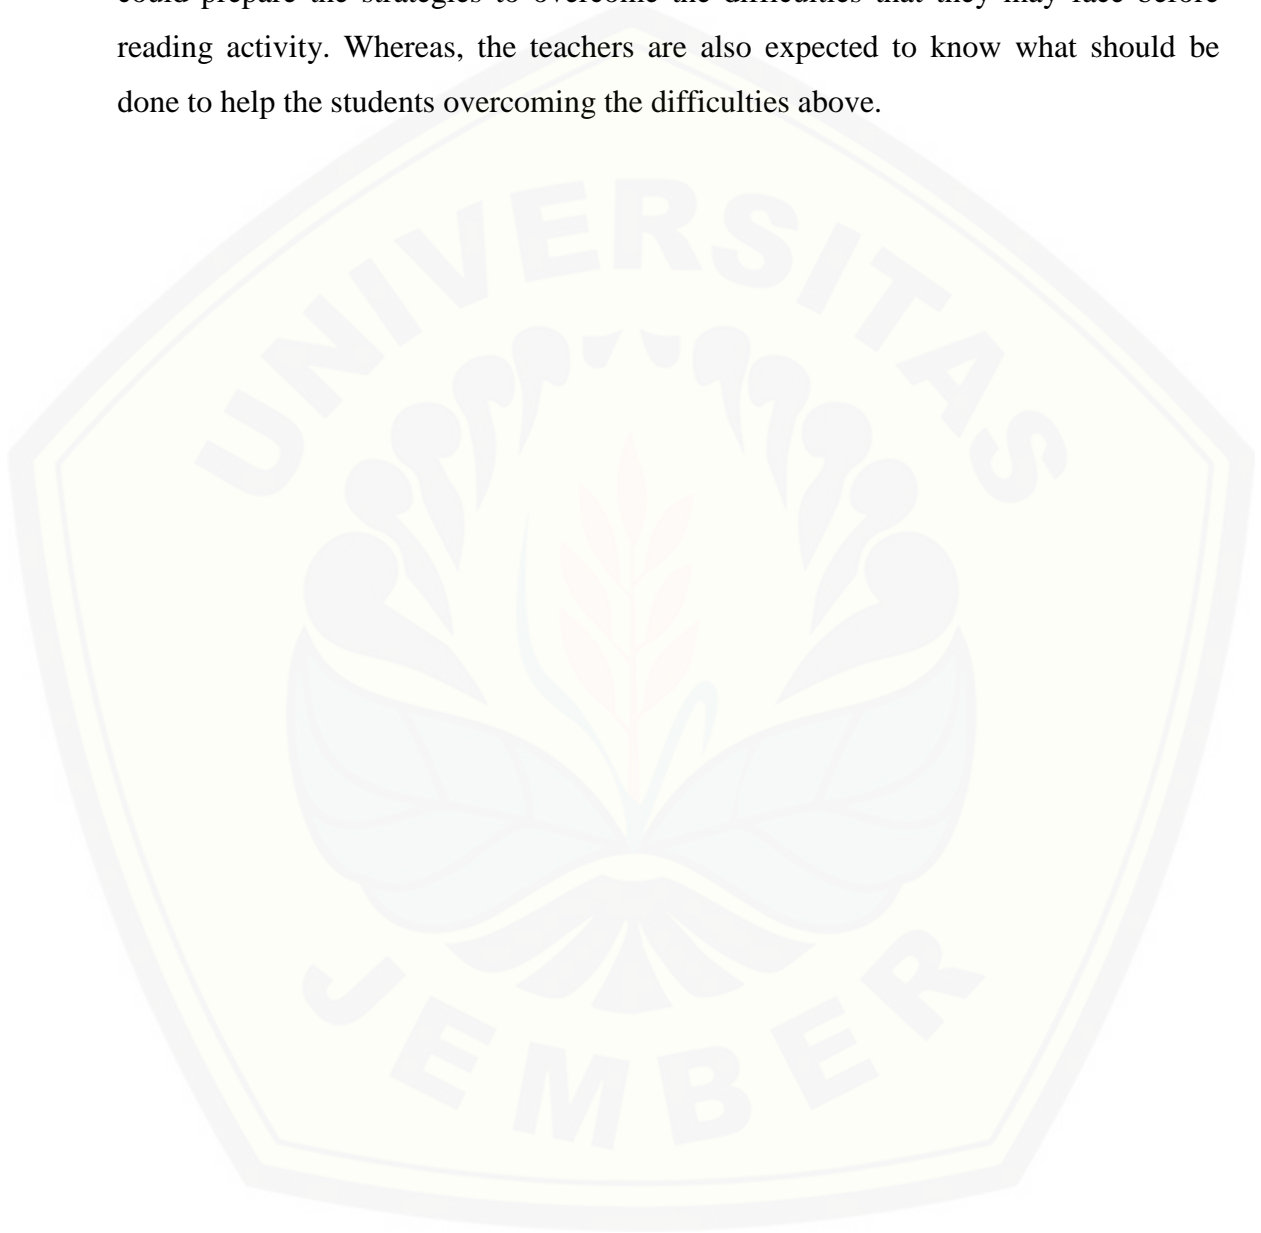 could prepare the strategies to overcome the difficulties that they may face before
reading activity. Whereas, the teachers are also expected to know what should be
done to help the students overcoming the difficulties above.
UNIVERSITAS
JEMBER